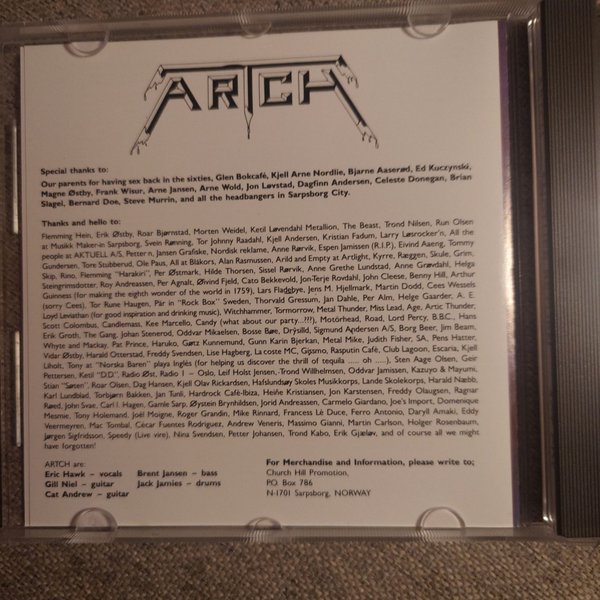 ARTCH
Special thanks to:
Our parents for having sex back in the sixties, Glen Bokcafé, Kjell Arne Nordlie, Bjarne Aaserød, Ed Kuczynski,
Magne Østby, Frank Wisur, Arne Jansen, Arne Wold, Jon Løvstad, Dagfinn Andersen, Celeste Donegan, Brian
Slagel, Bernard Doe, Steve Murrin, and all the headbangers in Sarpsborg City.
Thanks and hello to:
Flemming Hein, Erik Østby, Roar Bjørnstad, Morten Weidel, Ketil Løvendahl Metallion, The Beast, Trond Nilsen, Run Olsen
at Musikk Maker-in Sarpsborg, Svein Rønning, Tor Johnny Raadahl, Kjell Andersen, Kristian Fadum, Larry Løsrocker'n, All the
people at AKTUELL A/S, Petter'n, Jansen Grafiske, Nordisk reklame, Anne Rørvik, Espen Jamissen (R.I.P.), Eivind Aaeng, Tommy
Gundersen, Tore Stubberud, Ole Paus, All at Blåkors, Alan Rasmussen, Arild and Empty at Ardlight, Kyrre, Ræggen, Skule, Grim,
Skip, Rino, Flemming "Harakiri", Per Østmark, Hilde Thorsen, Sissel Rørvik, Anne Grethe Lundstad, Anne Grævdahl, Helga
Steingrimsdotter, Roy Andreassen, Per Agnalt, Øivind Fjeld, Cato Bekkevold, Jon-Terje Rovdahl, John Cleese, Benny Hill, Arthur
Guinness (for making the eighth wonder of the world in 1759), Lars Fladsbye, Jens M. Hjellmark, Martin Dodd, Cees Wessels
(sorry Cees), Tor Rune Haugen, Pär in "Rock Box" Sweden, Thorvald Gressum, Jan Dahle, Per Alm, Helge Gaarder, A. E.
Loyd Leviathan (for good inspiration and drinking music), Witchhammer, Tormorrow, Metal Thunder, Miss Lead, Age, Artic Thunder,
Scott Colombus, Candlemass, Kee Marcello, Candy (what about our party...???), Motörhead, Road, Lord Percy, B.B.C., Hans
Erik Groth, The Gang, Johan Stenerod, Oddvar Mikaelsen, Bosse Bøe, Drýsilld, Sigmund Andersen A/S, Borg Beer, Jim Beam,
Whyte and Mackay, Pat Prince, Haruko, Gøtz Kunnemund, Gunn Karin Bjerkan, Metal Mike, Judith Fisher, SA, Pens Hatter,
Vidar Østby, Harald Otterstad, Freddy Svendsen, Lise Hagberg, La coste MC, Gjsmo, Rasputin Café, Club Lagoon, Escaria, Kjell
Liholt, Tony at "Norska Baren" playa Inglès (for helping us discover the thrill of tequila ..... oh ....), Sten Aage Olsen, Geir
Pettersen, Ketil "D.D", Radio Øst, Radio 1 – Oslo, Leif Holst Jensen, Trond Willhelmsen, Oddvar Jamissen, Kazuyo & Mayumi,
Stian "Søten", Roar Olsen, Dag Hansen, Kjell Olav Rickardsen, Hafslundsøy Skoles Musikkorps, Lande Skolekorps, Harald Næbb,
Karl Lundblad, Torbjørn Bakken, Jan Tunli, Hardrock Café-Ibiza, Heine Kristiansen, Jon Karstensen, Freddy Olaugsen, Ragnar
Røed, John Svae, Carl I. Hagen, Gamle Sarp, Øystein Brynhildsen, Jorid Andreassen, Carmelo Giardano, Joe's Import, Domenique
Mesme, Tony Holemand, Joël Moigne, Roger Grandin, Mike Rinnard, Francess Lè Duce, Ferro Antonio, Daryll Amaki, Eddy
Veermeyren, Mac Tombal, Cécar Fuentes Rodriguez, Andrew Veneris, Massimo Gianni, Martin Carlson, Holger Rosenbaum,
Jørgen Sigfridsson, Speedy (Live vire), Nina Svendsen, Petter Johansen, Trond Kabo, Erik Gjæløv, and of course all we might
have forgotten!
ARTCH are:
Eric Hawk – vocals Brent Jansen – bass
Gill Niel – guitar Jack Jamies – drums
Cat Andrew – guitar
For Merchandise and Information, please write to;
Church Hill Promotion,
P.O. Box 786
N-1701 Sarpsborg, NORWAY